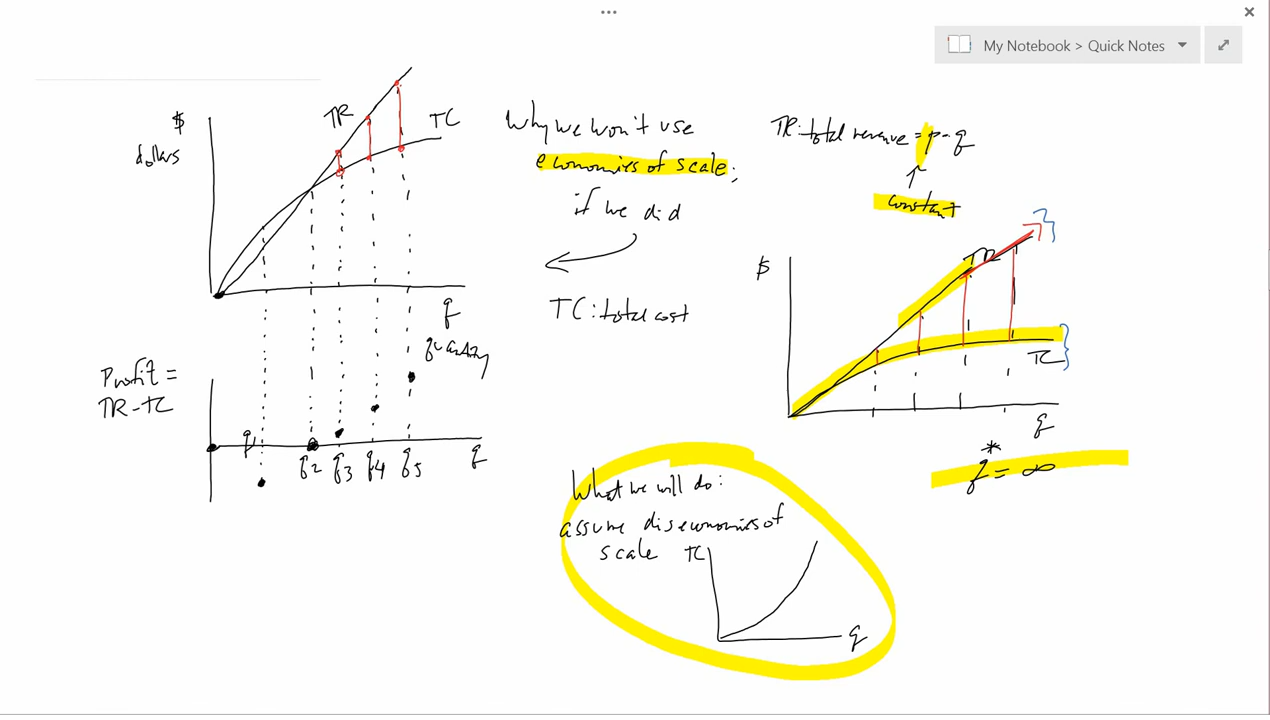 My Notebook > Quick Notes
$
dollars
TR
TC
q
quantity
Profit =
TR - TC
q1
q2
q3
q4
q5
q
Why we won't use
economies of scale;
if we did
TC: total cost
TR: total revenue = p · q
constant
$
TR
TC
q
q* = ∞
What we will do:
assume diseconomies of
scale
TC
q